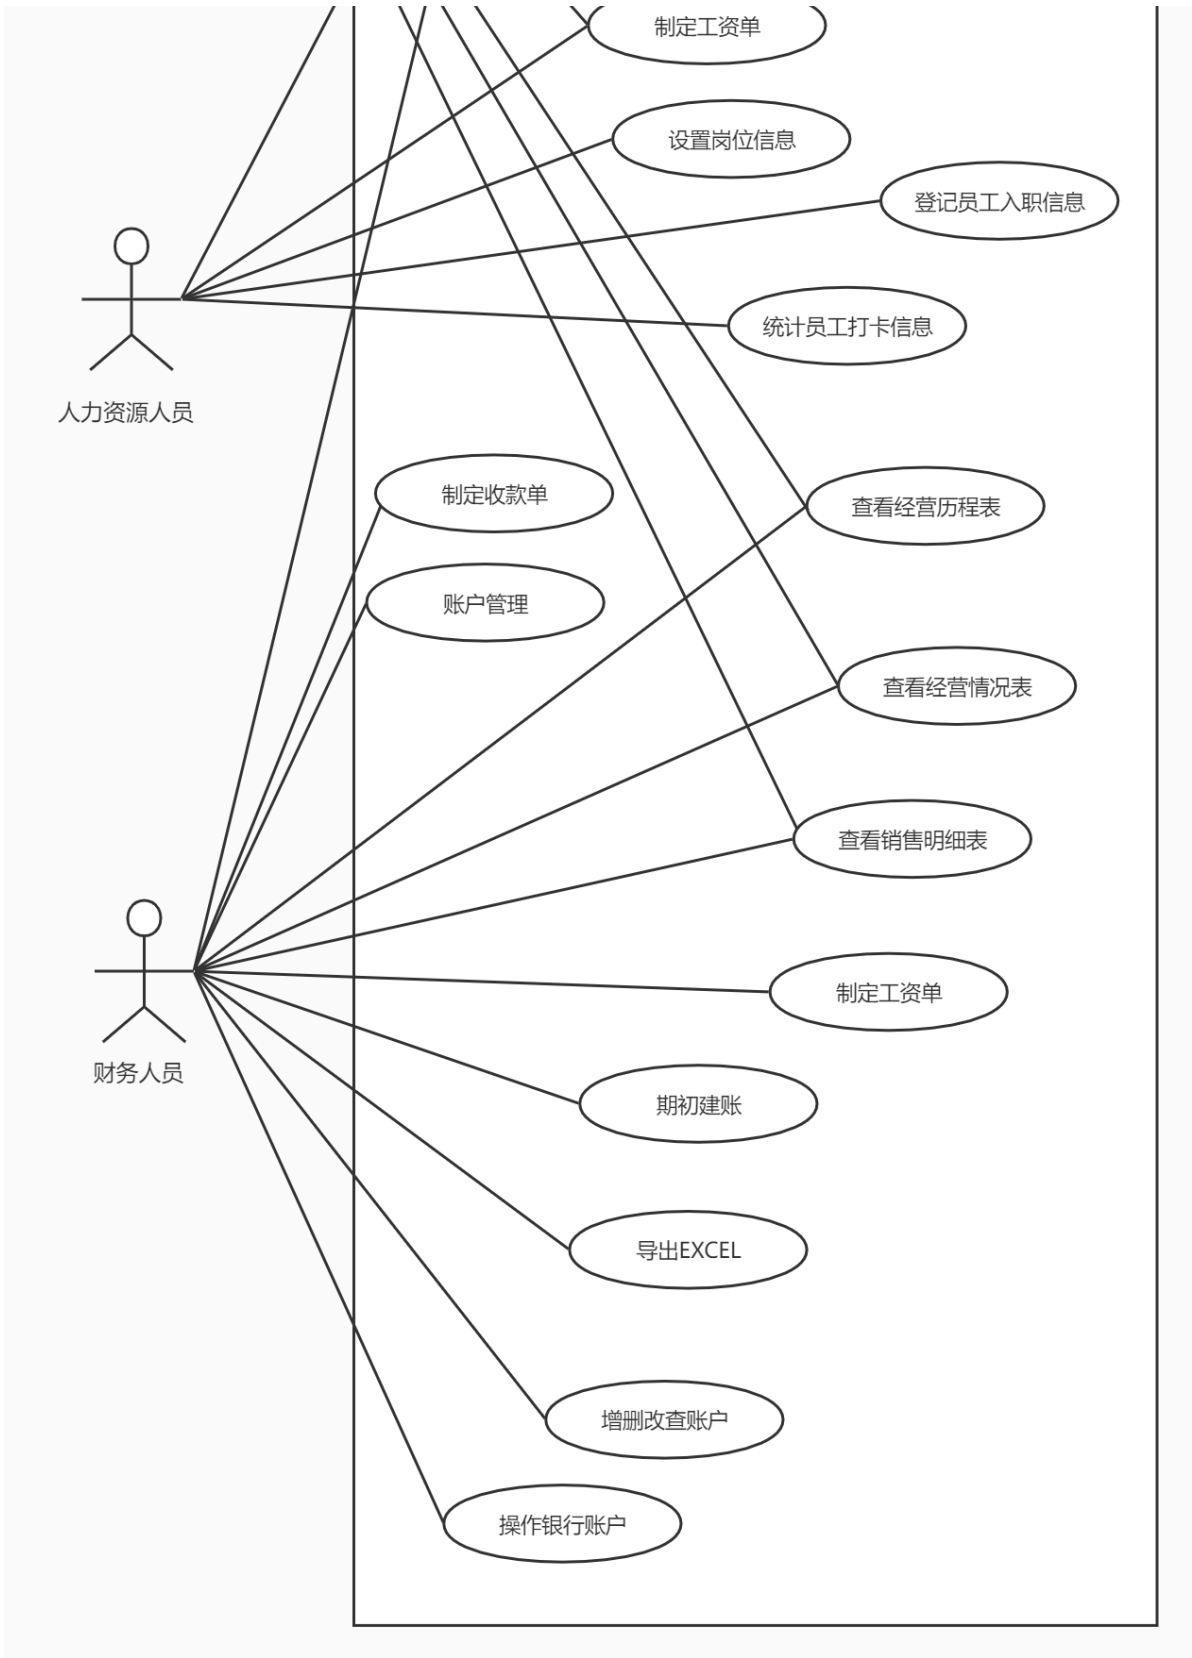 制定工资单
设置岗位信息
登记员工入职信息
统计员工打卡信息
人力资源人员
制定收款单
查看经营历程表
账户管理
查看经营情况表
查看销售明细表
制定工资单
财务人员
期初建账
导出EXCEL
增删改查账户
操作银行账户